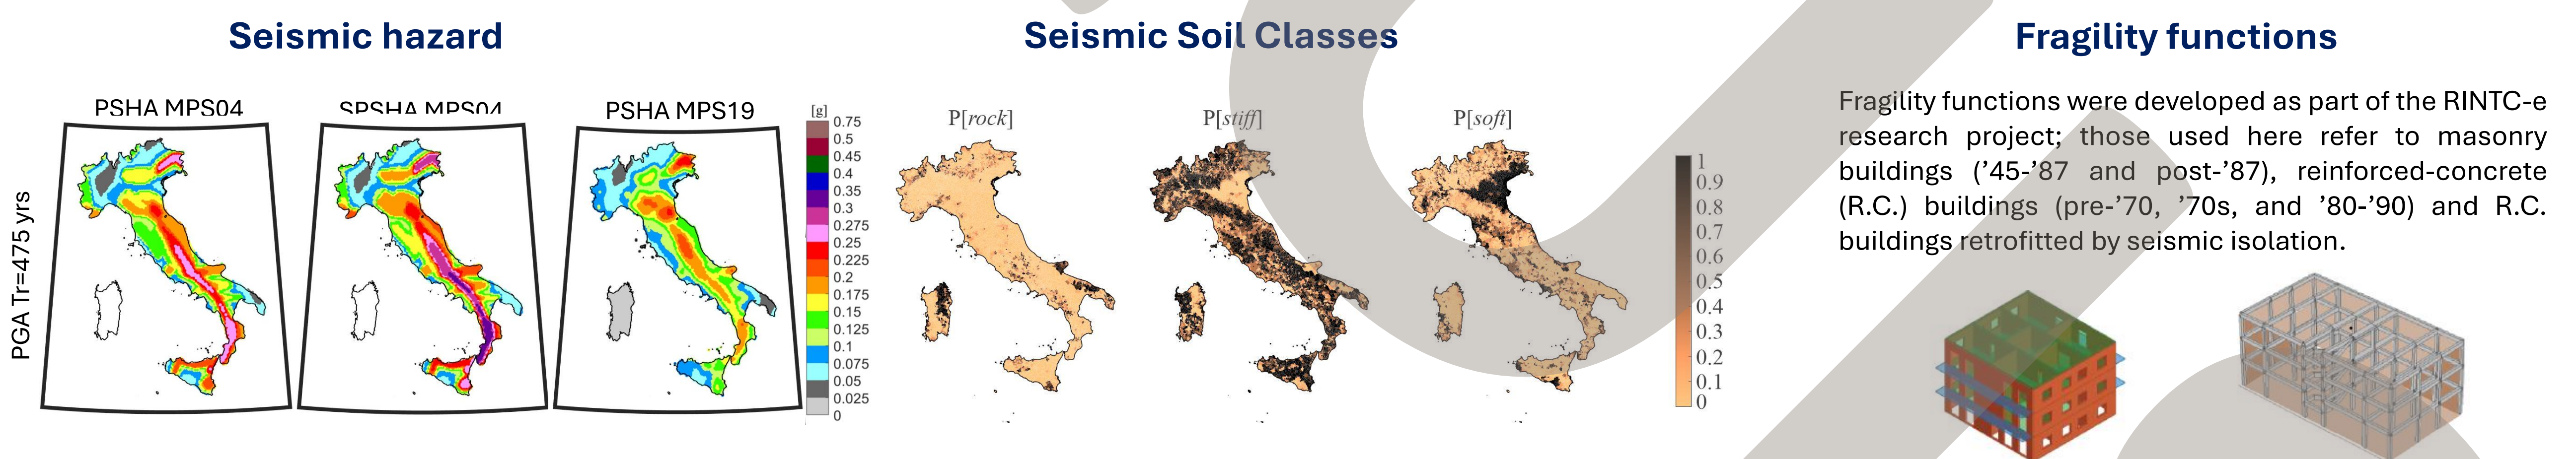 Seismic hazard
PSHA MPS04
SPSHA MPS04
PSHA MPS19
PGA Tr=475 yrs
[g]
0.75
0.5
0.45
0.4
0.35
0.3
0.275
0.25
0.225
0.2
0.175
0.15
0.125
0.1
0.075
0.05
0.025
0
Seismic Soil Classes
P[rock]
P[stiff]
P[soft]
1
0.9
0.8
0.7
0.6
0.5
0.4
0.3
0.2
0.1
0
Fragility functions
Fragility functions were developed as part of the RINTC-e
research project; those used here refer to masonry
buildings (’45-’87 and post-’87), reinforced-concrete
(R.C.) buildings (pre-’70, ’70s, and ’80-’90) and R.C.
buildings retrofitted by seismic isolation.